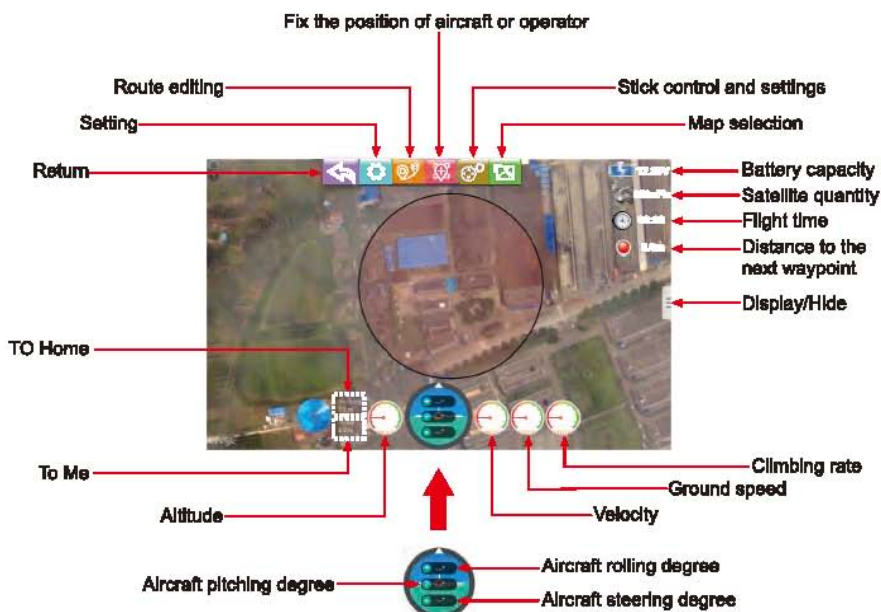 Fix the position of aircraft or operator
Route editing
Stick control and settings
Setting
Map selection
Return
Battery capacity
Satellite quantity
Flight time
Distance to the
next waypoint
Display/Hide
TO Home
To Me
Climbing rate
Ground speed
Altitude
Velocity
Aircraft rolling degree
Aircraft pitching degree
Aircraft steering degree